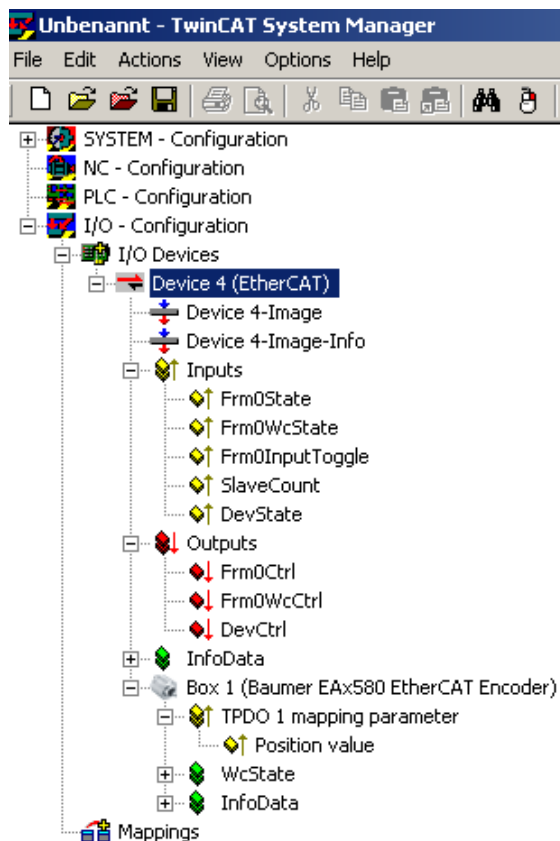 Unbenannt - TwinCAT System Manager
File Edit Actions View Options Help
SYSTEM - Configuration
NC - Configuration
PLC - Configuration
I/O - Configuration
I/O Devices
Device 4 (EtherCAT)
Device 4-Image
Device 4-Image-Info
Inputs
Frm0State
Frm0WcState
Frm0InputToggle
SlaveCount
DevState
Outputs
Frm0Ctrl
Frm0WcCtrl
DevCtrl
InfoData
Box 1 (Baumer EAx580 EtherCAT Encoder)
TPDO 1 mapping parameter
Position value
WcState
InfoData
Mappings